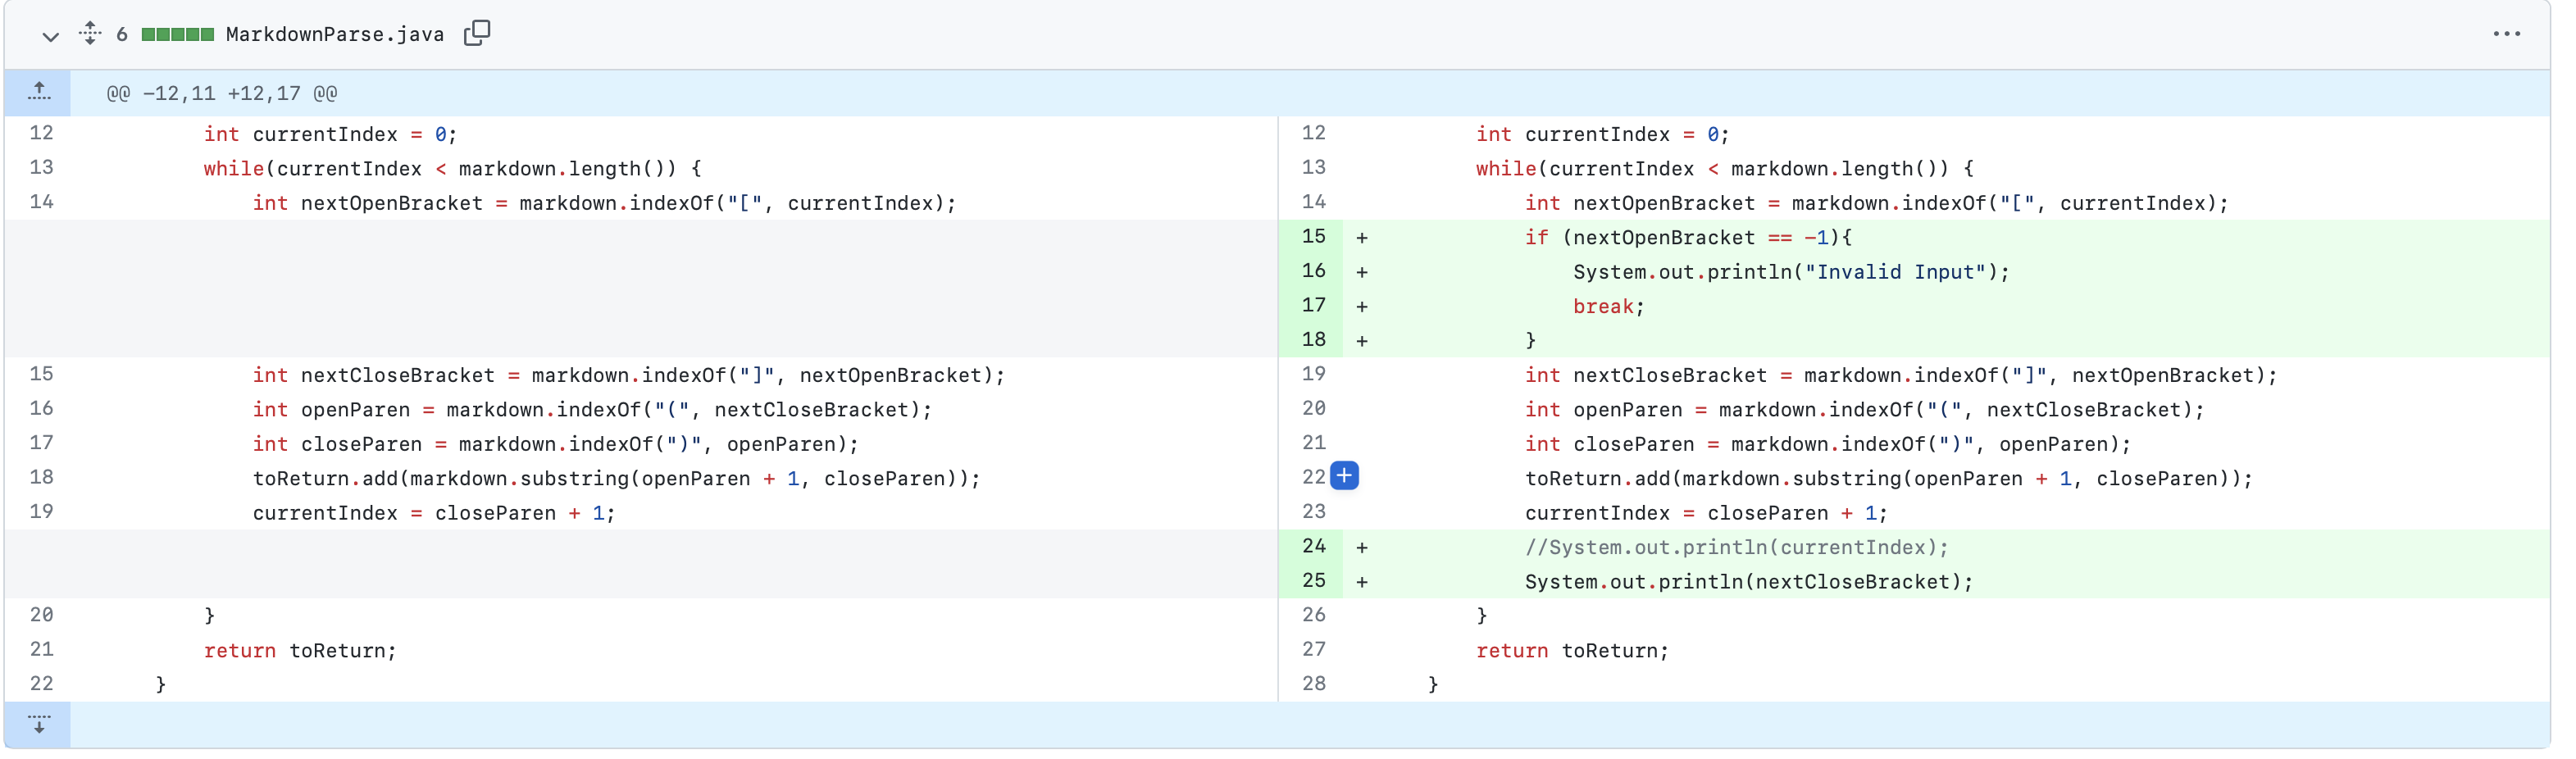 6 MarkdownParse.java
@@ -12,11 +12,17 @@
12 int currentIndex = 0;
13 while(currentIndex < markdown.length()) {
14 int nextOpenBracket = markdown.indexOf("[", currentIndex);
15 int nextCloseBracket = markdown.indexOf("]", nextOpenBracket);
16 int openParen = markdown.indexOf("(", nextCloseBracket);
17 int closeParen = markdown.indexOf(")", openParen);
18 toReturn.add(markdown.substring(openParen + 1, closeParen));
19 currentIndex = closeParen + 1;
20 }
21 return toReturn;
22 }
12 int currentIndex = 0;
13 while(currentIndex < markdown.length()) {
14 int nextOpenBracket = markdown.indexOf("[", currentIndex);
15 + if (nextOpenBracket == -1){
16 + System.out.println("Invalid Input");
17 + break;
18 + }
19 int nextCloseBracket = markdown.indexOf("]", nextOpenBracket);
20 int openParen = markdown.indexOf("(", nextCloseBracket);
21 int closeParen = markdown.indexOf(")", openParen);
22 toReturn.add(markdown.substring(openParen + 1, closeParen));
23 currentIndex = closeParen + 1;
24 + //System.out.println(currentIndex);
25 + System.out.println(nextCloseBracket);
26 }
27 return toReturn;
28 }